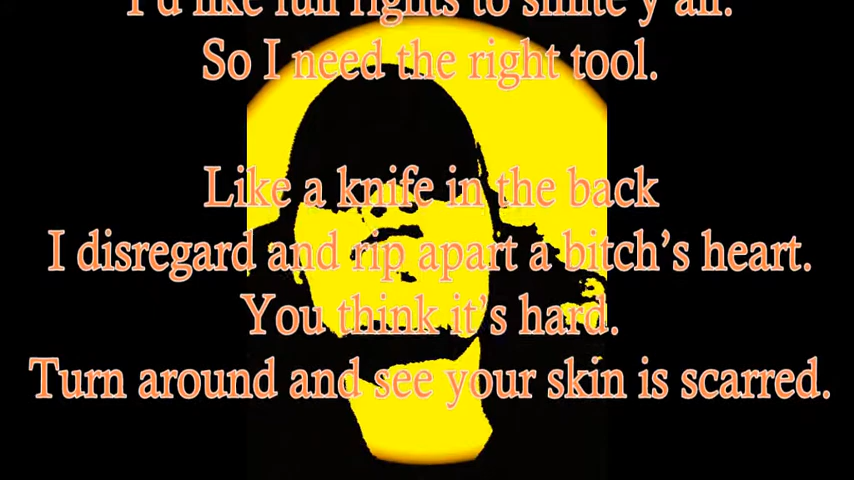 I'd like full rights to smite y'all.
So I need the right tool.
Like a knife in the back
I disregard and rip apart a bitch's heart.
You think it's hard.
Turn around and see your skin is scarred.